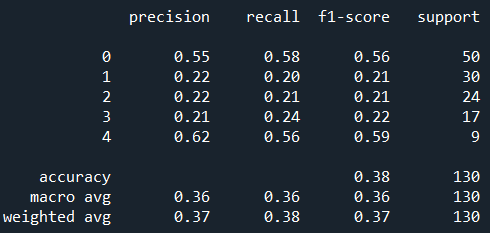 precision recall f1-score support
0 0.55 0.58 0.56 50
1 0.22 0.20 0.21 30
2 0.22 0.21 0.21 24
3 0.21 0.24 0.22 17
4 0.62 0.56 0.59 9
accuracy 0.38 130
macro avg 0.36 0.36 0.36 130
weighted avg 0.37 0.38 0.37 130